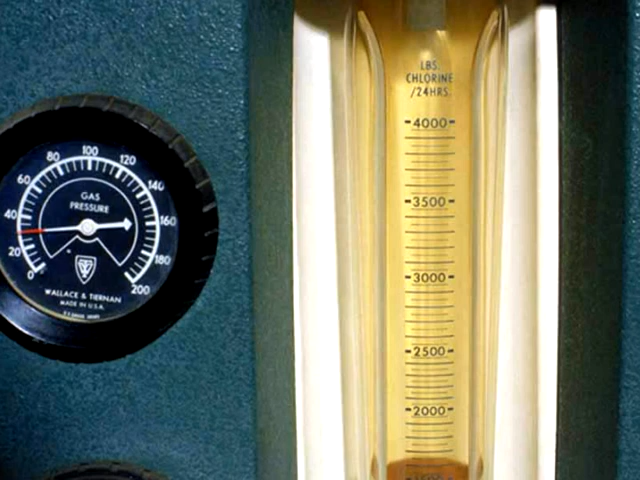 LBS.
CHLORINE
/24HRS.
4000
3500
3000
2500
2000
0
20
40
60
80
100
120
140
160
180
200
GAS
PRESSURE
WALLACE & TIERNAN
MADE IN U.S.A.